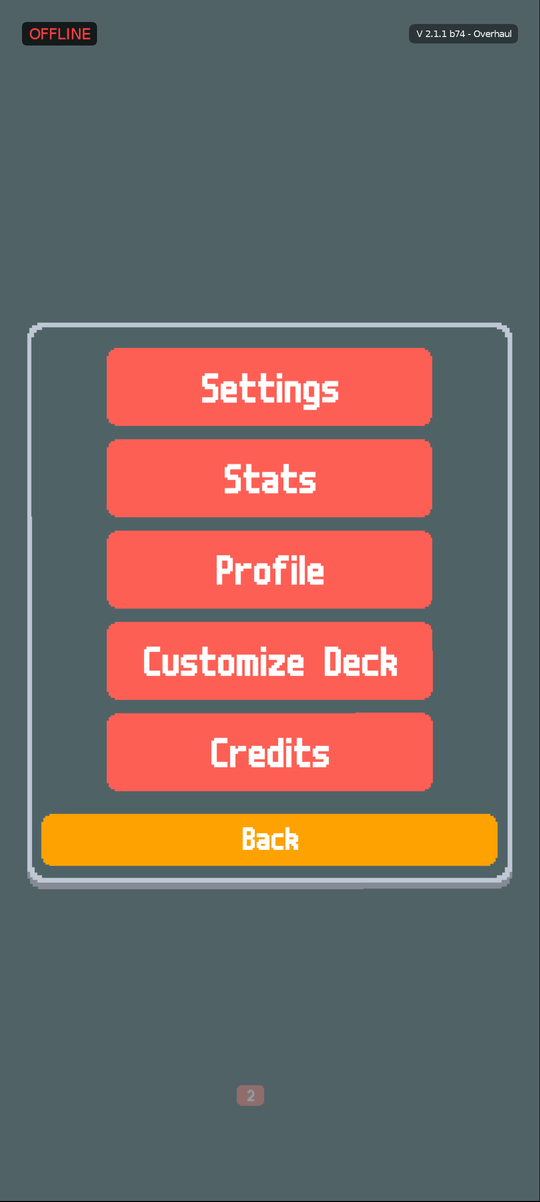 OFFLINE
V 2.1.1 b74 - Overhaul
Settings
Stats
Profile
Customize Deck
Credits
Back
2